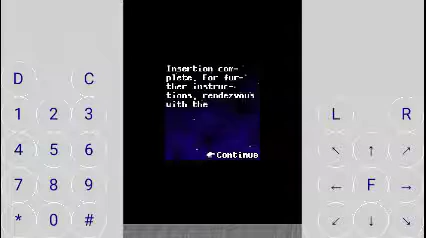 Insertion com-
plete. For fur-
ther instruc-
tions, rendezvous
with the
Continue
D C
1 2 3
4 5 6
7 8 9
* 0 #
L R
↖ ↑ ↗
← F →
↙ ↓ ↘